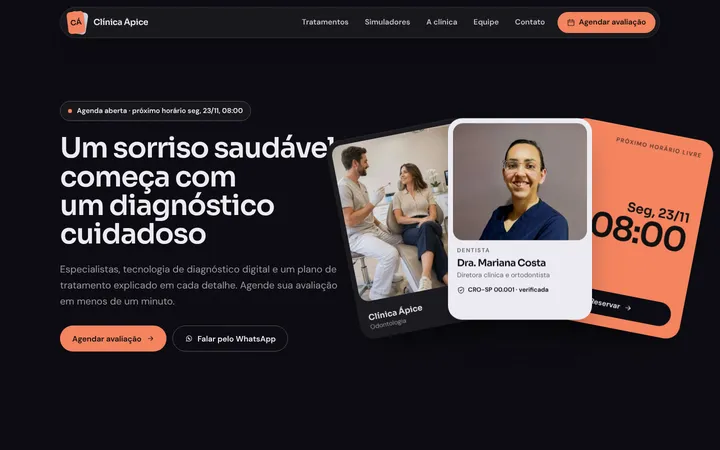 CÁ
Clínica Ápice
Tratamentos
Simuladores
A clínica
Equipe
Contato
Agendar avaliação
Agenda aberta · próximo horário seg, 23/11, 08:00
Um sorriso saudável
começa com
um diagnóstico
cuidadoso
Especialistas, tecnologia de diagnóstico digital e um plano de
tratamento explicado em cada detalhe. Agende sua avaliação
em menos de um minuto.
Agendar avaliação →
Falar pelo WhatsApp
Clínica Ápice
Odontologia
DENTISTA
Dra. Mariana Costa
Diretora clínica e ortodontista
CRO-SP 00.001 · verificada
PRÓXIMO HORÁRIO LIVRE
Seg, 23/11
08:00
Reservar →